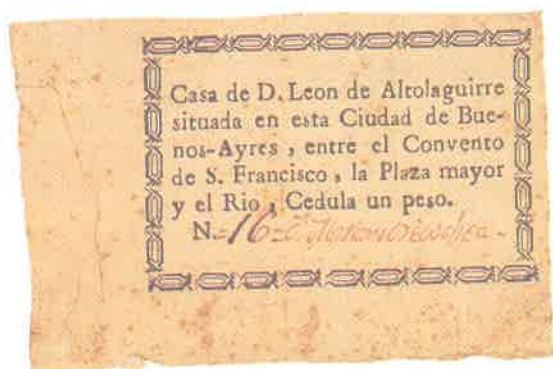 Casa de D. Leon de Altolaguirre
situada en esta Ciudad de Bue-
nos-Ayres , entre el Convento
de S. Francisco , la Plaza mayor
y el Rio , Cedula un peso.
N.=16=